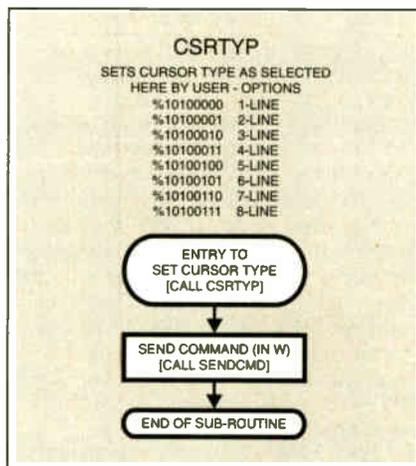 CSRTYP
SETS CURSOR TYPE AS SELECTED
HERE BY USER - OPTIONS
%10100000 1-LINE
%10100001 2-LINE
%10100010 3-LINE
%10100011 4-LINE
%10100100 5-LINE
%10100101 6-LINE
%10100110 7-LINE
%10100111 8-LINE
ENTRY TO
SET CURSOR TYPE
[CALL CSRTYP]
SEND COMMAND (IN W)
[CALL SENDCMD]
END OF SUB-ROUTINE